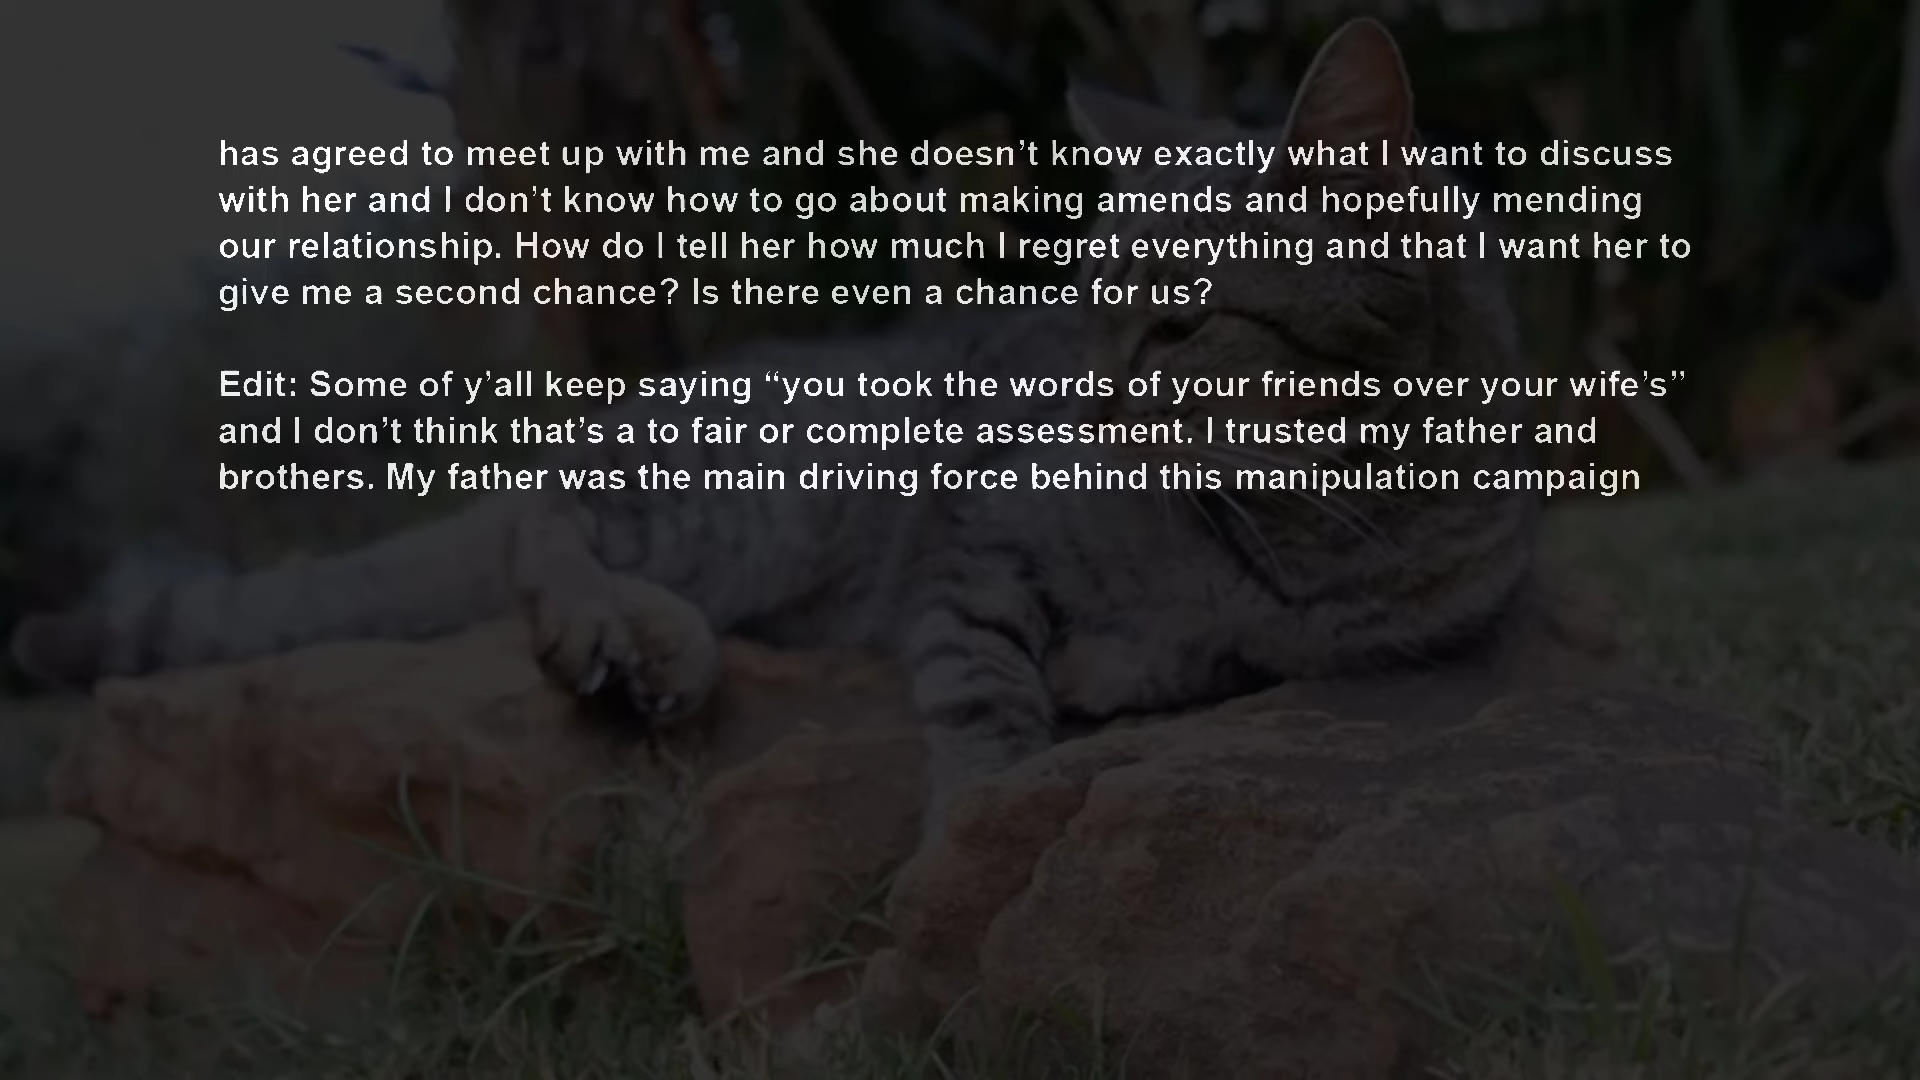 has agreed to meet up with me and she doesn’t know exactly what I want to discuss
with her and I don’t know how to go about making amends and hopefully mending
our relationship. How do I tell her how much I regret everything and that I want her to
give me a second chance? Is there even a chance for us?
Edit: Some of y’all keep saying “you took the words of your friends over your wife’s”
and I don’t think that’s a to fair or complete assessment. I trusted my father and
brothers. My father was the main driving force behind this manipulation campaign